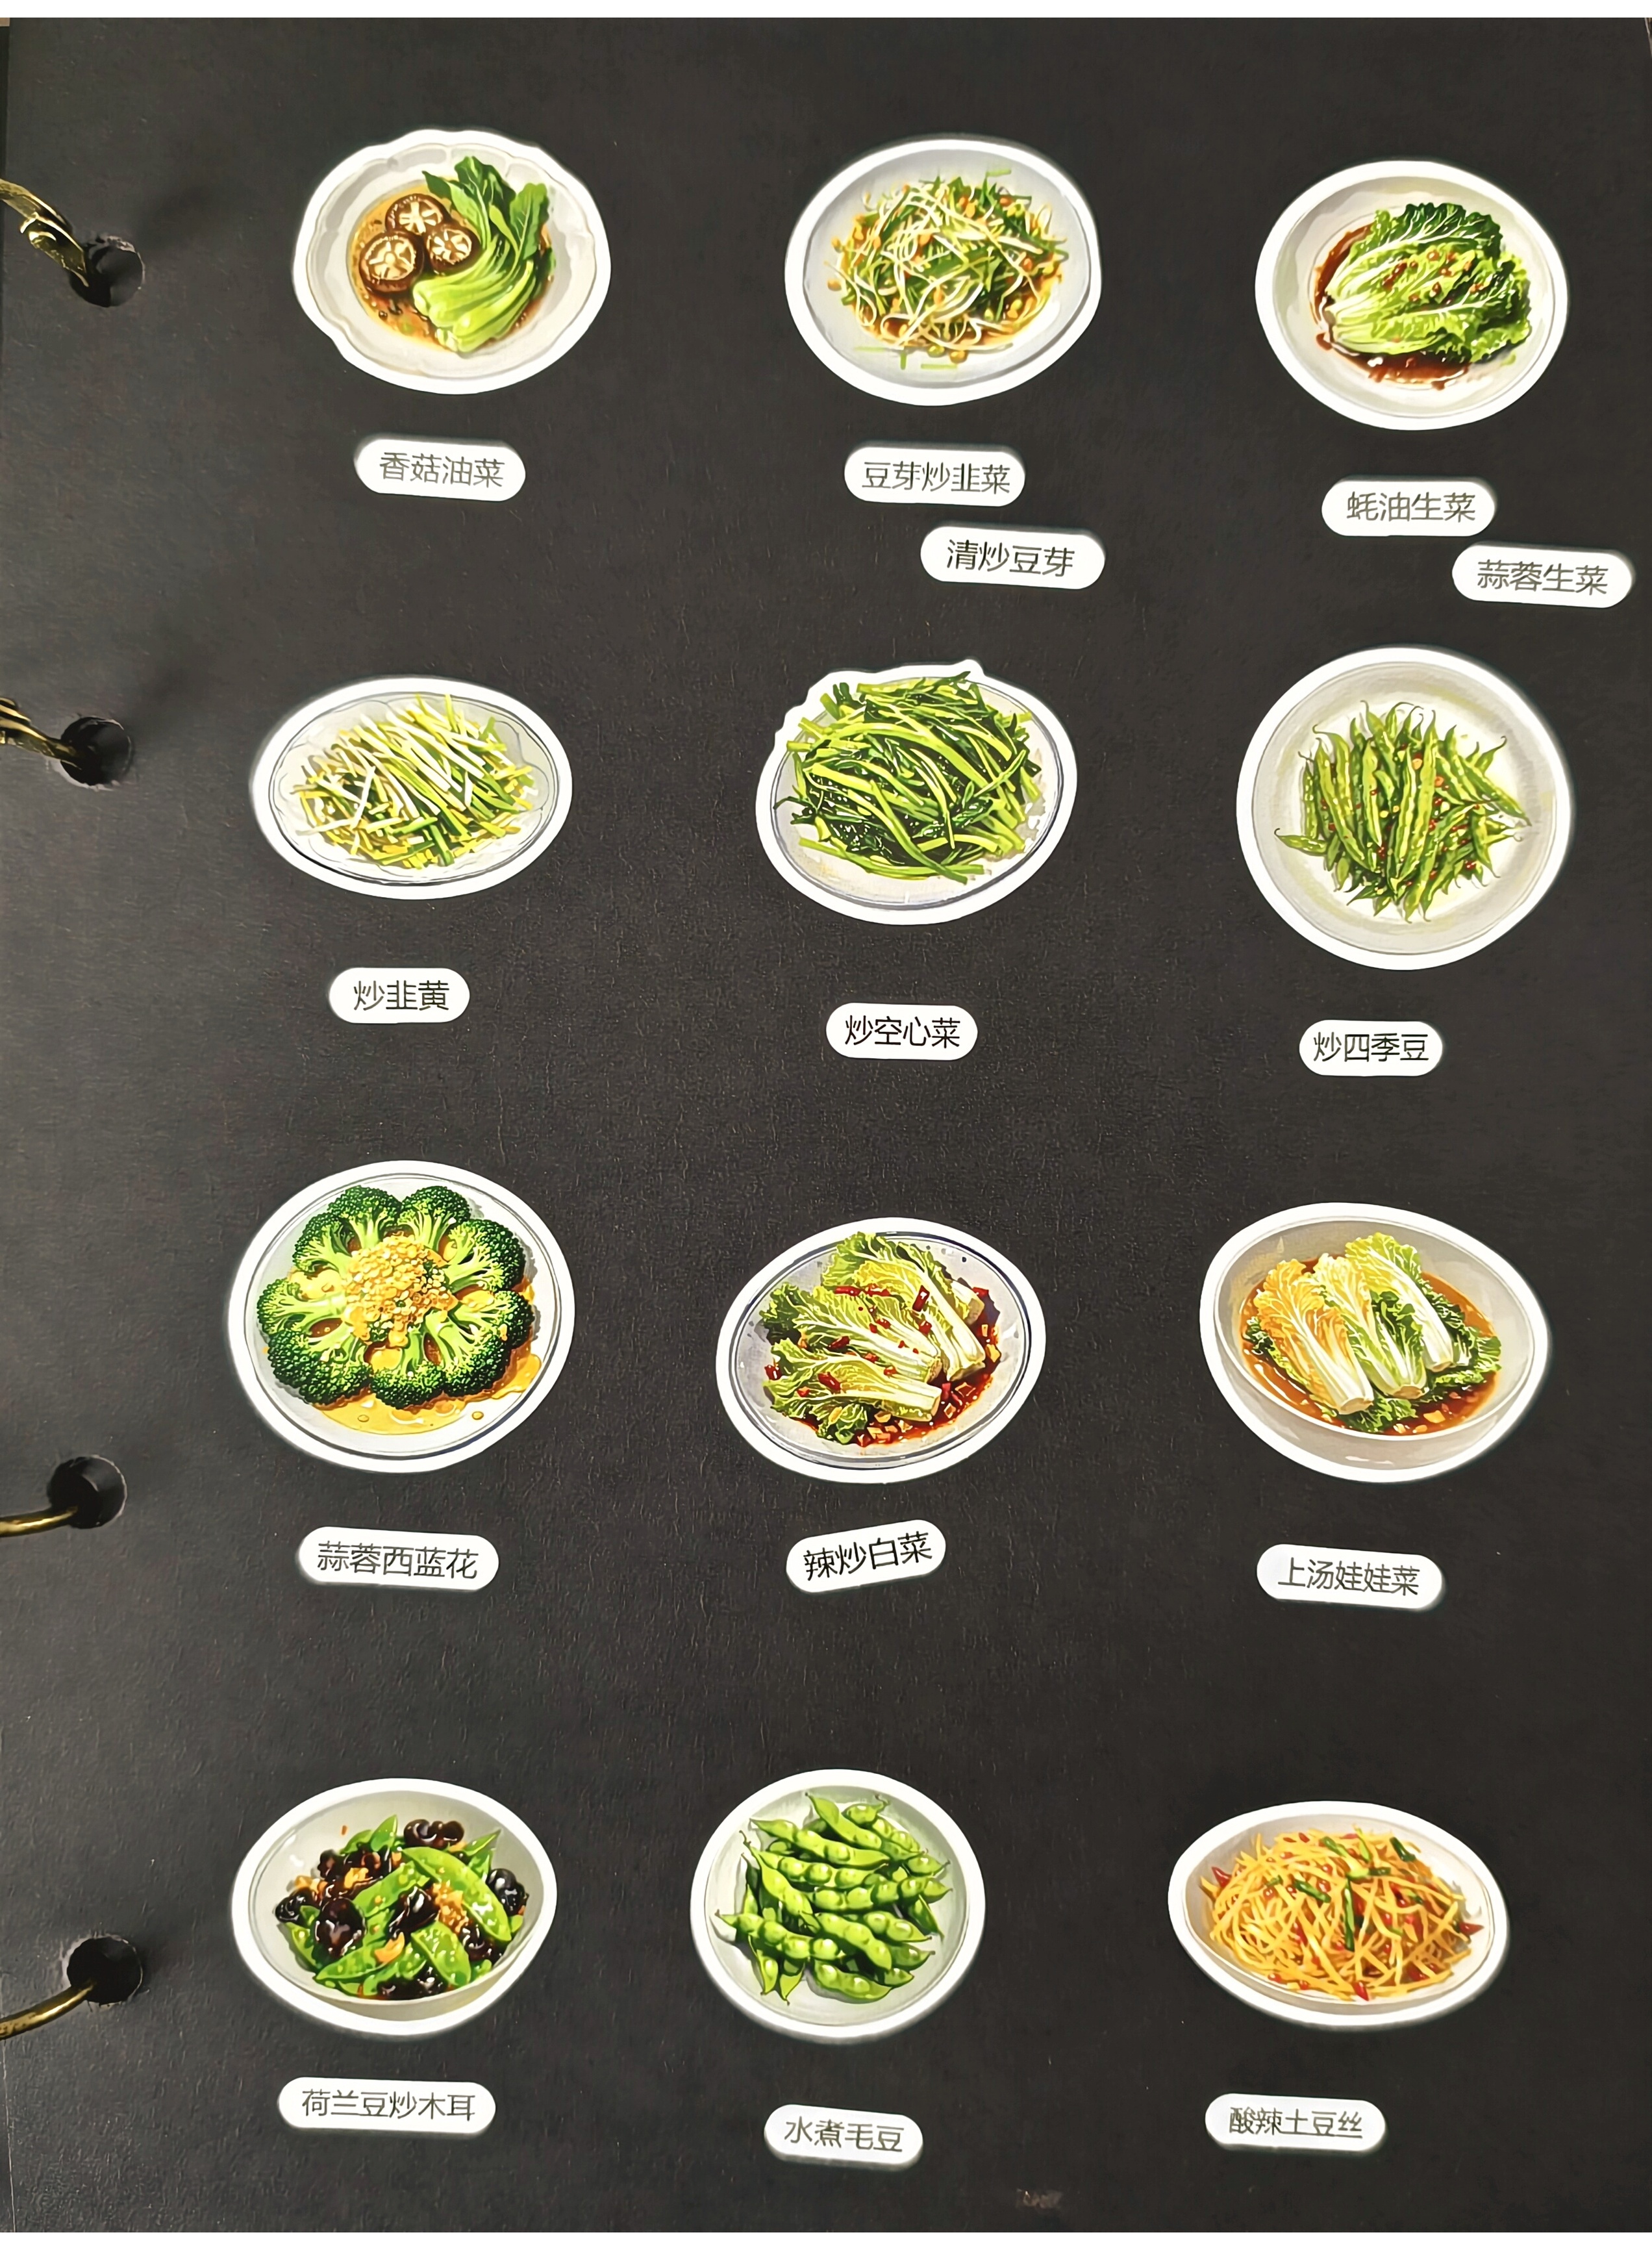 香菇油菜
豆芽炒韭菜
蚝油生菜
清炒豆芽
蒜蓉生菜
炒韭黄
炒空心菜
炒四季豆
蒜蓉西蓝花
辣炒白菜
上汤娃娃菜
荷兰豆炒木耳
水煮毛豆
酸辣土豆丝